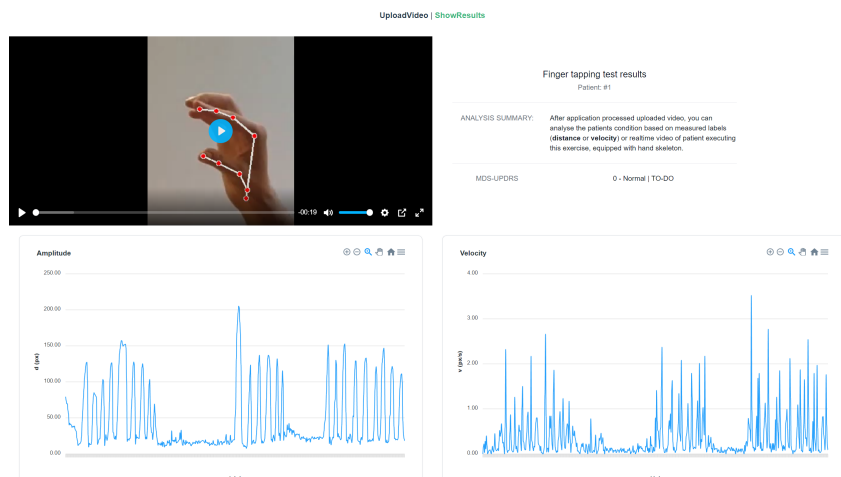 UploadVideo | ShowResults
Finger tapping test results
Patient: #1
ANALYSIS SUMMARY:
After application processed uploaded video, you can
analyse the patients condition based on measured labels
(distance or velocity) or realtime video of patient executing
this exercise, equipped with hand skeleton.
MDS-UPDRS
0 - Normal | TO-DO
-00:19
Amplitude
250.00
200.00
150.00
100.00
50.00
0.00
d (px)
Velocity
4.00
3.00
2.00
1.00
0.00
v (px/s)